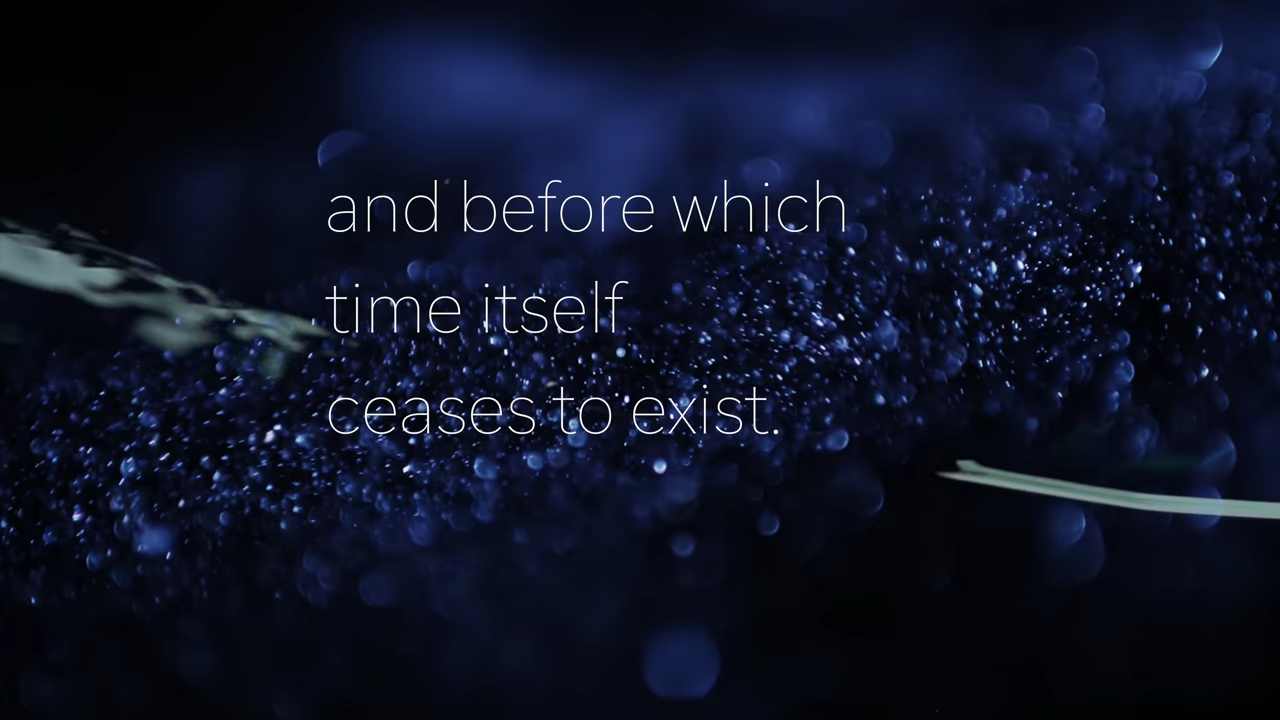 and before which
time itself
ceases to exist.